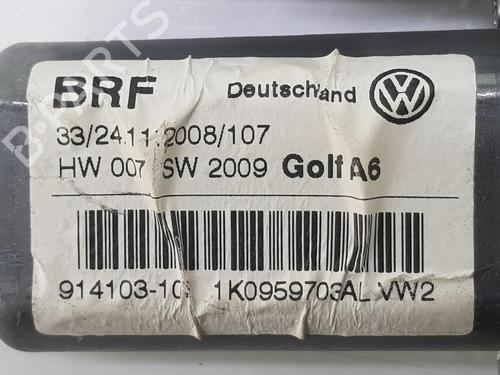 BRF Deutschland
33/24.11.2008/107
HW 007 SW 2009 Golf A6
914103-10 1K0959703AL VW2